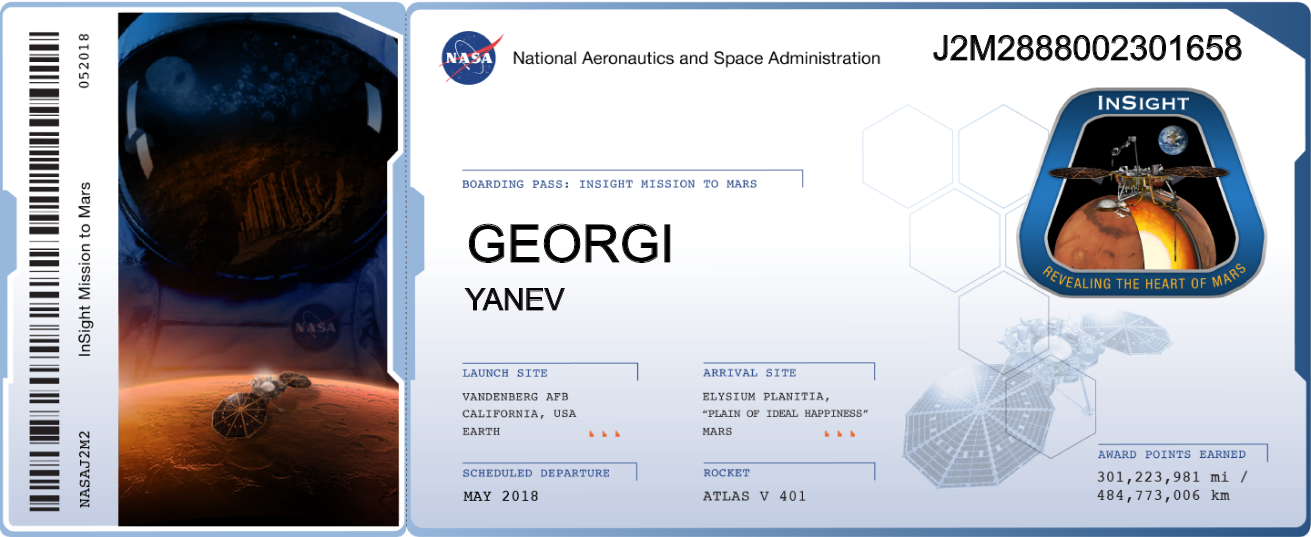 052018
InSight Mission to Mars
NASAJ2M2
NASA
NASA
National Aeronautics and Space Administration
J2M2888002301658
INSIGHT
REVEALING THE HEART OF MARS
BOARDING PASS: INSIGHT MISSION TO MARS
GEORGI
YANEV
LAUNCH SITE
VANDENBERG AFB
CALIFORNIA, USA
EARTH
ARRIVAL SITE
ELYSIUM PLANITIA,
“PLAIN OF IDEAL HAPPINESS”
MARS
SCHEDULED DEPARTURE
MAY 2018
ROCKET
ATLAS V 401
AWARD POINTS EARNED
301,223,981 mi /
484,773,006 km